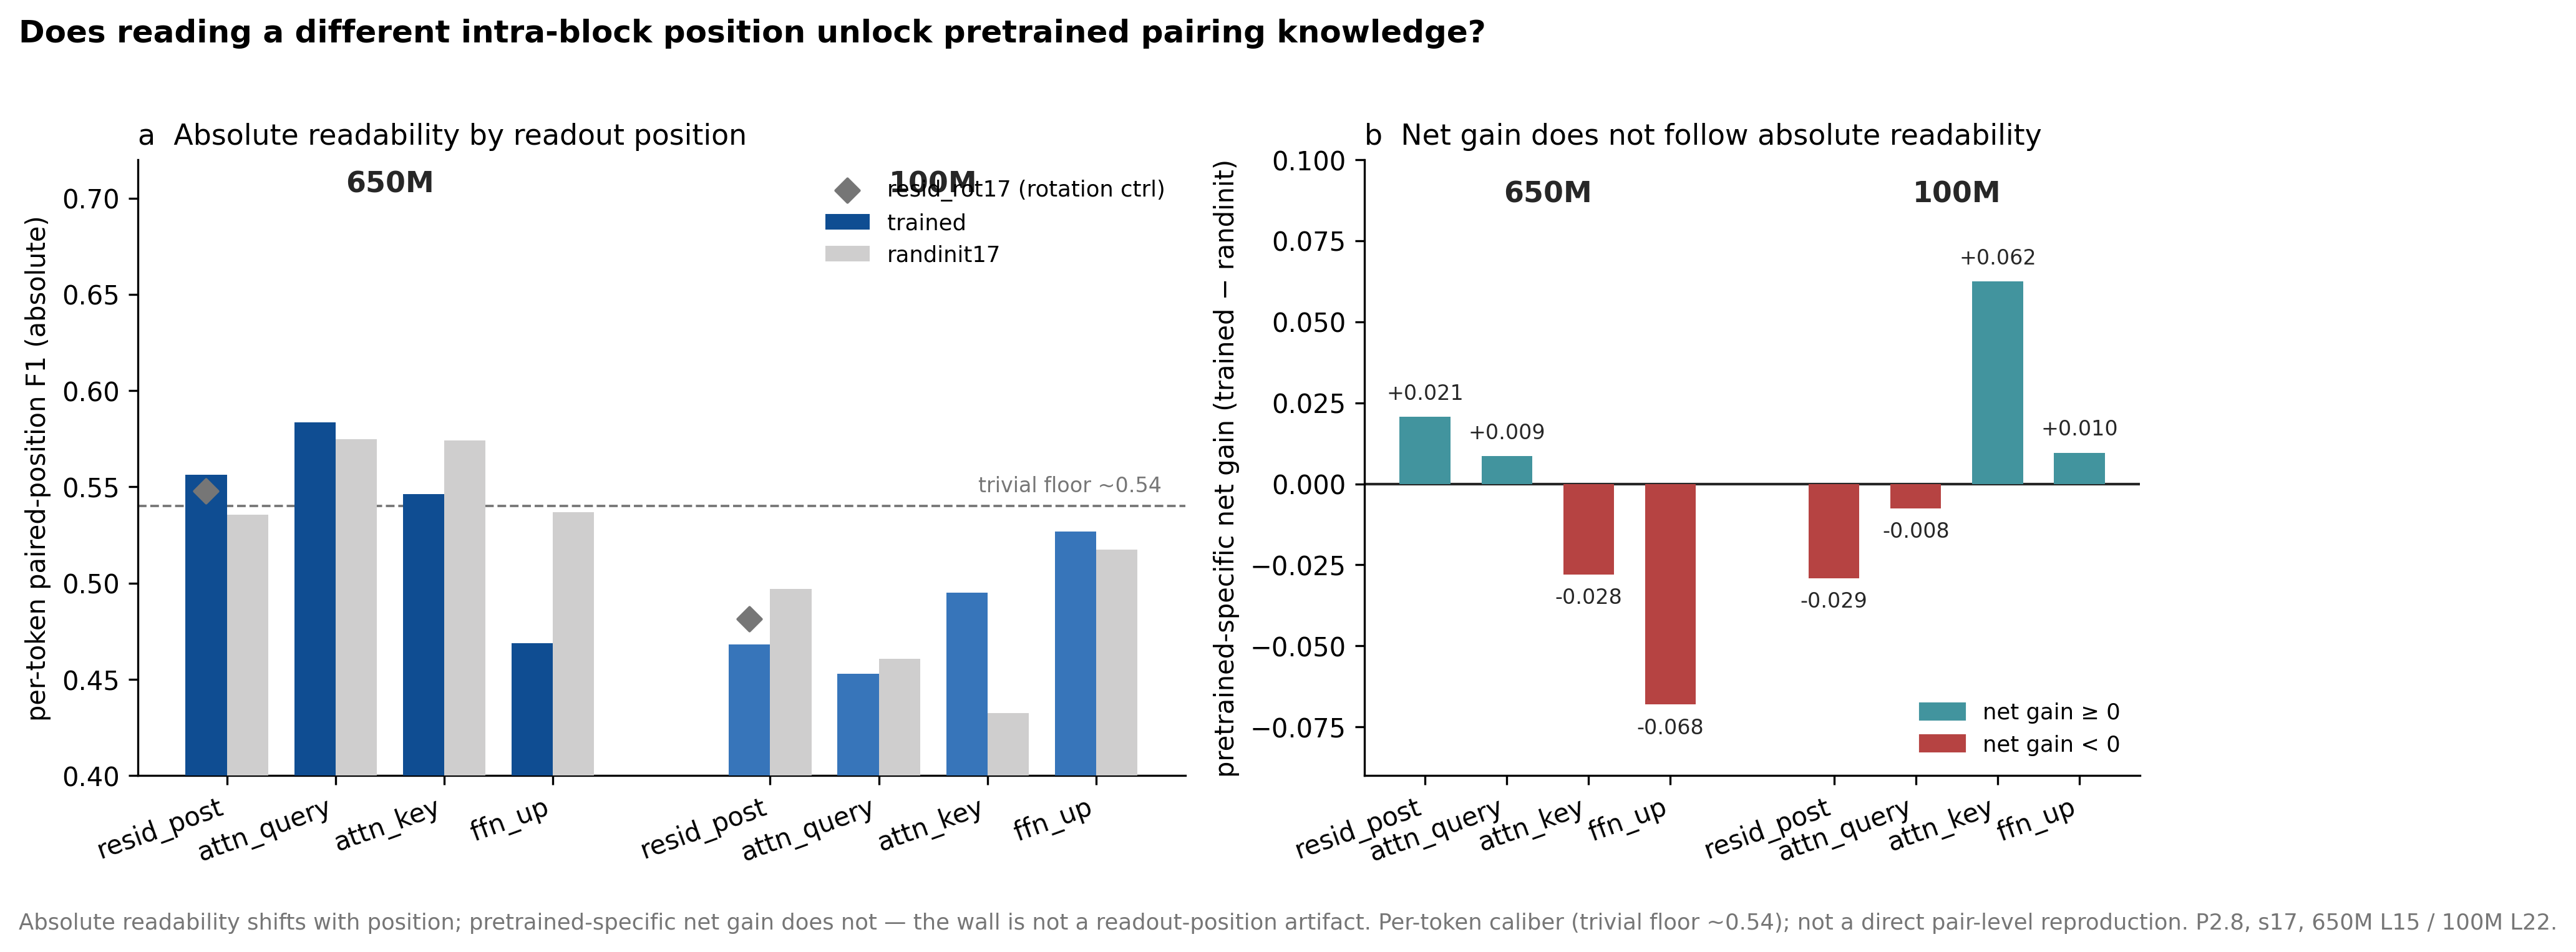 Does reading a different intra-block position unlock pretrained pairing knowledge?
a Absolute readability by readout position
650M
100M
resid_rot17 (rotation ctrl)
trained
randinit17
trivial floor ~0.54
per-token paired-position F1 (absolute)
0.70
0.65
0.60
0.55
0.50
0.45
0.40
resid_post
attn_query
attn_key
ffn_up
resid_post
attn_query
attn_key
ffn_up
b Net gain does not follow absolute readability
650M
100M
pretrained-specific net gain (trained − randinit)
0.100
0.075
0.050
0.025
0.000
−0.025
−0.050
−0.075
+0.021
+0.009
-0.028
-0.068
-0.029
-0.008
+0.062
+0.010
net gain ≥ 0
net gain < 0
resid_post
attn_query
attn_key
ffn_up
resid_post
attn_query
attn_key
ffn_up
Absolute readability shifts with position; pretrained-specific net gain does not — the wall is not a readout-position artifact. Per-token caliber (trivial floor ~0.54); not a direct pair-level reproduction. P2.8, s17, 650M L15 / 100M L22.